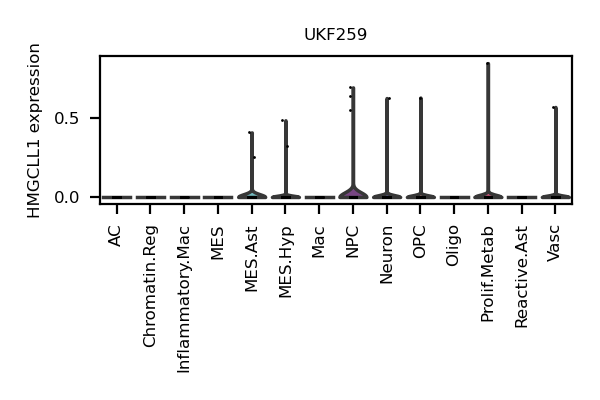 UKF259
HMGCLL1 expression
0.5
0.0
AC
Chromatin.Reg
Inflammatory.Mac
MES
MES.Ast
MES.Hyp
Mac
NPC
Neuron
OPC
Oligo
Prolif.Metab
Reactive.Ast
Vasc